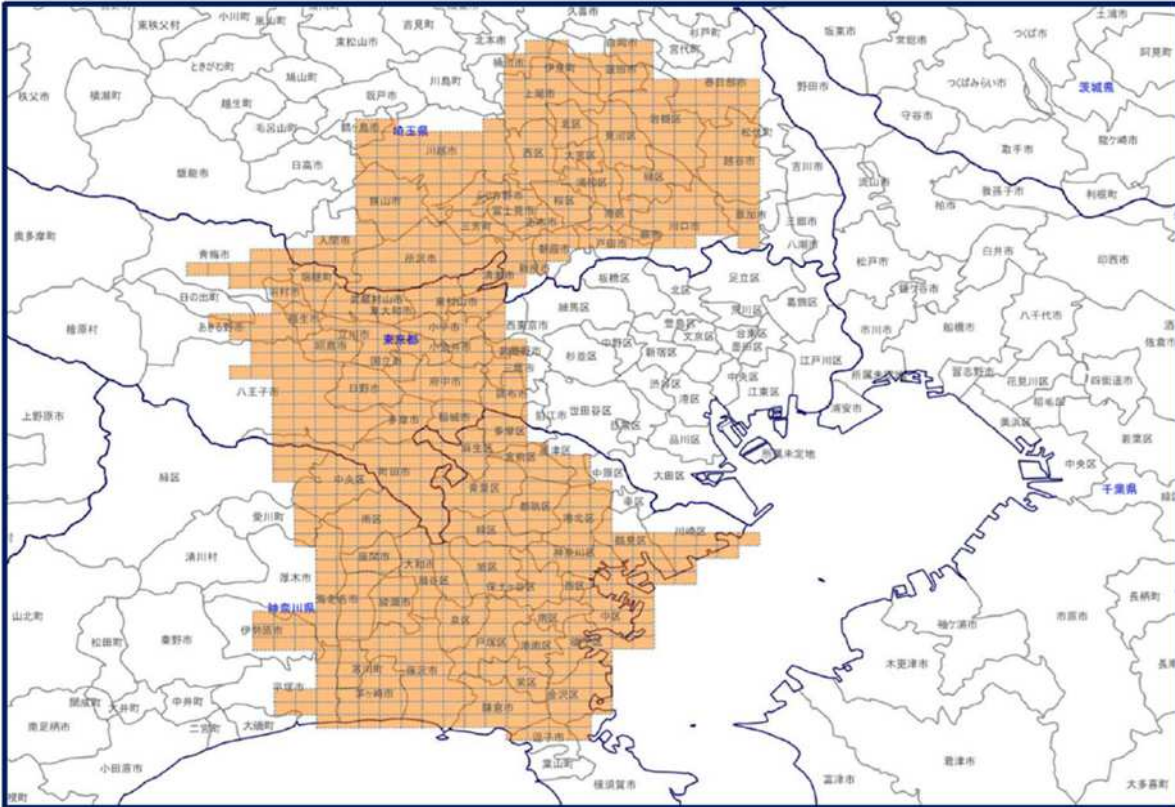 久喜市
土浦市
小川町
嵐山町
吉見町
北本市
白岡市
杉戸町
宮代町
坂東市
常総市
つくば市
阿見町
東秩父村
東松山市
桶川市
伊奈町
蓮田市
ときがわ町
川島町
上尾市
春日部市
野田市
つくばみらい市
茨城県
秩父市
横瀬町
鳩山町
坂戸市
越生町
毛呂山町
鶴ヶ島市
埼玉県
北区
見沼区
岩槻区
松伏町
守谷市
龍ケ崎市
取手市
飯能市
日高市
川越市
西区
大宮区
越谷市
吉川市
流山市
我孫子市
利根町
柏市
狭山市
ふじみ野市
富士見市
浦和区
桜区
緑区
南区
草加市
三郷市
三芳町
志木市
川口市
蕨市
戸田市
八潮市
奥多摩町
青梅市
入間市
所沢市
朝霞市
新座市
清瀬市
松戸市
白井市
印西市
瑞穂町
板橋区
足立区
北区
日の出町
羽村市
武蔵村山市
東村山市
東大和市
練馬区
葛飾区
鎌ケ谷市
荒川区
豊島区
檜原村
あきる野市
福生市
立川市
小平市
西東京市
文京区
台東区
墨田区
市川市
船橋市
八千代市
佐倉市
昭島市
東京都
国立市
小金井市
武蔵野市
三鷹市
中野区
杉並区
新宿区
江戸川区
中央区
江東区
渋谷区
港区
所属未定地
習志野市
花見川区
四街道市
稲毛区
八王子市
日野市
府中市
調布市
狛江市
世田谷区
目黒区
品川区
浦安市
美浜区
若葉区
上野原市
多摩市
稲城市
多摩区
麻生区
宮前区
高津区
中原区
大田区
所属未定地
中央区
千葉県
緑区
緑区
町田市
中央区
青葉区
都筑区
港北区
幸区
愛川町
南区
緑区
鶴見区
川崎区
清川村
座間市
大和市
瀬谷区
旭区
神奈川区
保土ケ谷区
西区
厚木市
海老名市
綾瀬市
神奈川県
伊勢原市
泉区
南区
中区
戸塚区
港南区
磯子区
山北町
松田町
秦野市
寒川町
藤沢市
栄区
金沢区
平塚市
茅ヶ崎市
鎌倉市
逗子市
葉山町
横須賀市
開成町
大井町
中井町
南足柄市
二宮町
大磯町
小田原市
袖ケ浦市
市原市
長柄町
木更津市
君津市
富津市
大多喜町